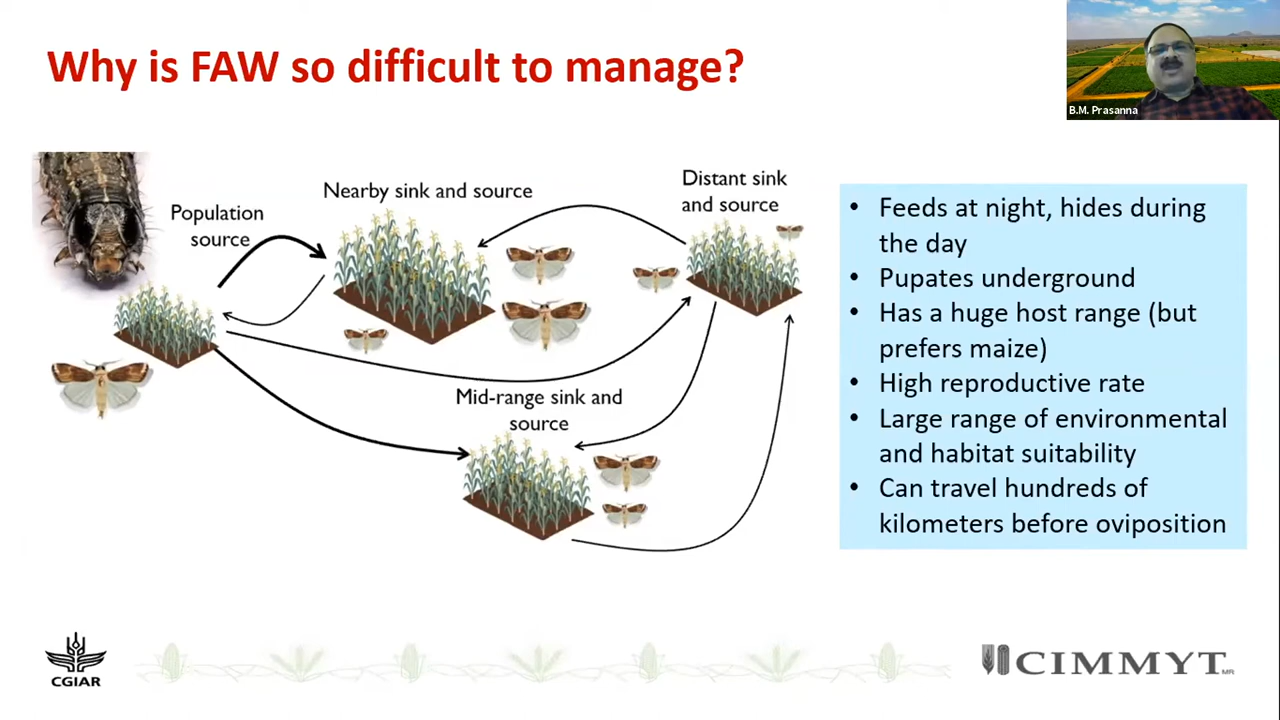 Why is FAW so difficult to manage?
B.M. Prasanna
Population
source
Nearby sink and source
Distant sink
and source
Mid-range sink and
source
• Feeds at night, hides during
the day
• Pupates underground
• Has a huge host range (but
prefers maize)
• High reproductive rate
• Large range of environmental
and habitat suitability
• Can travel hundreds of
kilometers before oviposition
CGIAR
CIMMYT